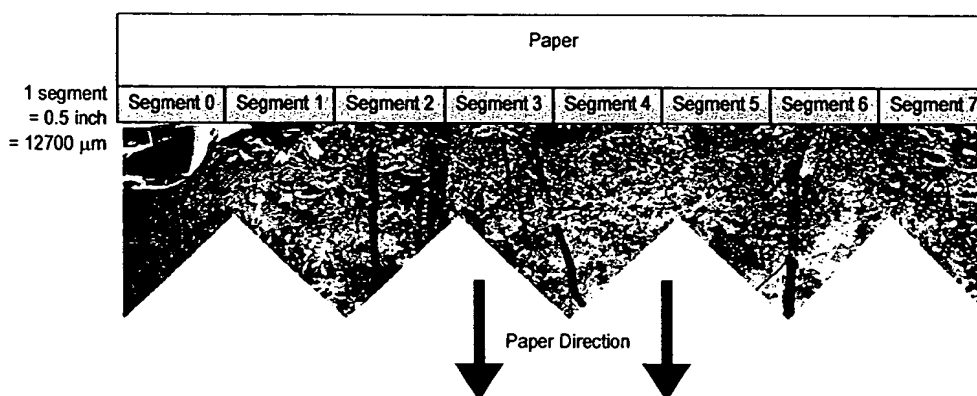 Paper
1 segment
= 0.5 inch
= 12700 μm
Segment 0 Segment 1 Segment 2 Segment 3 Segment 4 Segment 5 Segment 6 Segment 7
Paper Direction